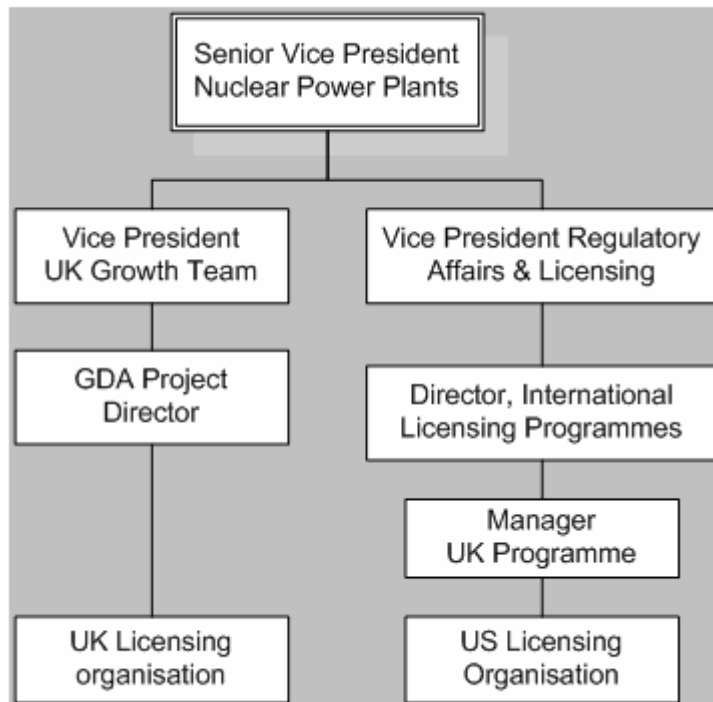 Senior Vice President
Nuclear Power Plants
Vice President
UK Growth Team
Vice President Regulatory
Affairs & Licensing
GDA Project
Director
Director, International
Licensing Programmes
Manager
UK Programme
UK Licensing
organisation
US Licensing
Organisation